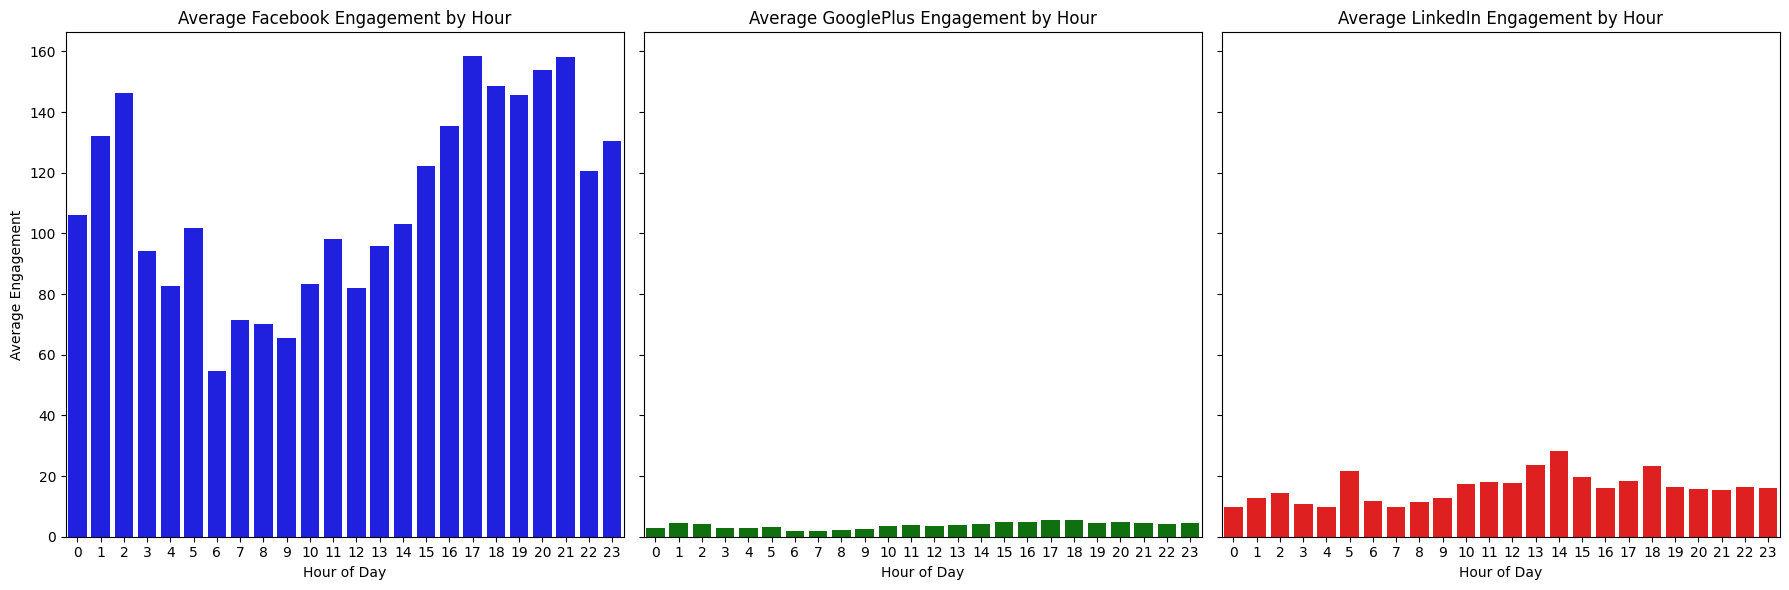 Average Facebook Engagement by Hour
Average GooglePlus Engagement by Hour
Average LinkedIn Engagement by Hour
Average Engagement
160
140
120
100
80
60
40
20
0
0 1 2 3 4 5 6 7 8 9 10 11 12 13 14 15 16 17 18 19 20 21 22 23
0 1 2 3 4 5 6 7 8 9 10 11 12 13 14 15 16 17 18 19 20 21 22 23
0 1 2 3 4 5 6 7 8 9 10 11 12 13 14 15 16 17 18 19 20 21 22 23
Hour of Day
Hour of Day
Hour of Day